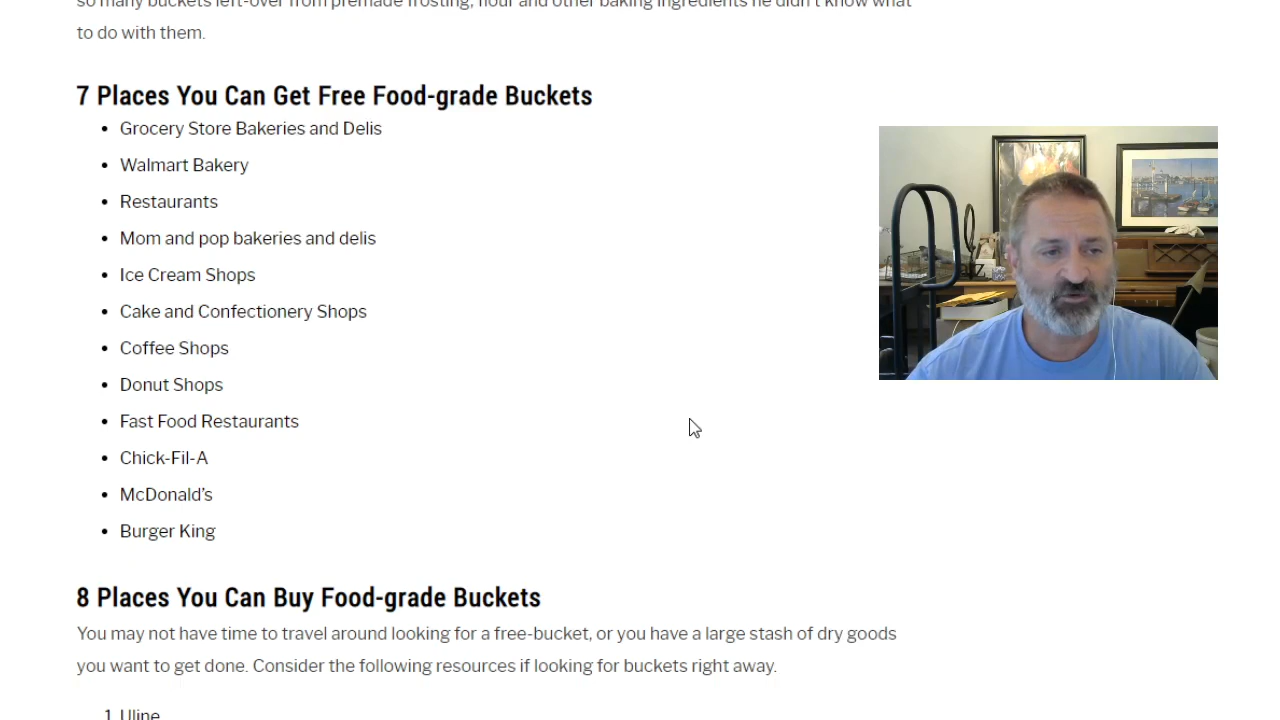 so many buckets left-over from premade frosting, flour and other baking ingredients he didn't know what
to do with them.
7 Places You Can Get Free Food-grade Buckets
• Grocery Store Bakeries and Delis
• Walmart Bakery
• Restaurants
• Mom and pop bakeries and delis
• Ice Cream Shops
• Cake and Confectionery Shops
• Coffee Shops
• Donut Shops
• Fast Food Restaurants
• Chick-Fil-A
• McDonald’s
• Burger King
8 Places You Can Buy Food-grade Buckets
You may not have time to travel around looking for a free-bucket, or you have a large stash of dry goods
you want to get done. Consider the following resources if looking for buckets right away.
1. Uline